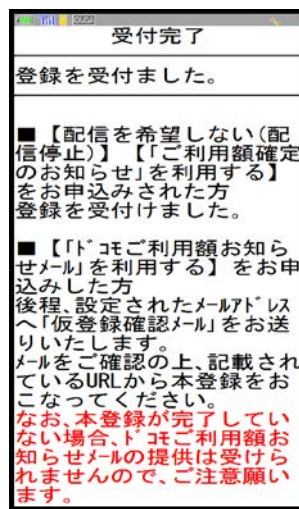 受付完了
登録を受付ました。
■【配信を希望しない(配
信停止)】【｢ご利用額確定
のお知らせ｣を利用する】
をお申込みされた方
登録を受付けました。
■【｢ﾄﾞｺﾓご利用額お知ら
せﾒｰﾙ｣を利用する】をお申
込みした方
後程、設定されたﾒｰﾙｱﾄﾞﾚｽ
へ｢仮登録確認ﾒｰﾙ｣をお送
りいたします。
ﾒｰﾙをご確認の上、記載され
ているURLから本登録をお
こなってください。
なお、本登録が完了してい
ない場合、ﾄﾞｺﾓご利用額お
知らせﾒｰﾙの提供は受けら
れませんので、ご注意願い
ます。